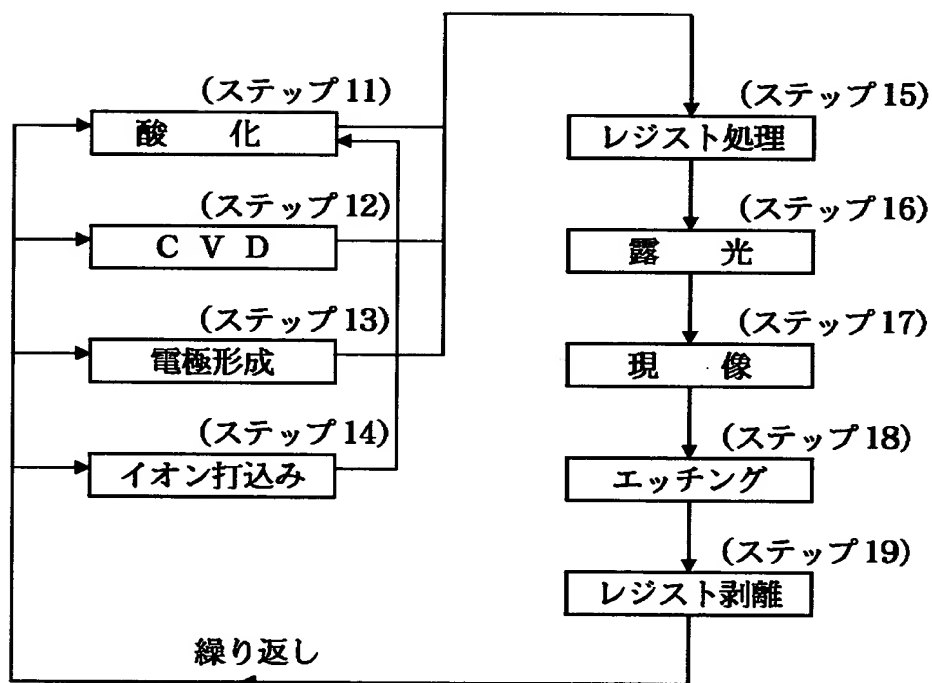 (ステップ11)
酸 化
(ステップ12)
C V D
(ステップ13)
電極形成
(ステップ14)
イオン打込み
(ステップ15)
レジスト処理
(ステップ16)
露 光
(ステップ17)
現 像
(ステップ18)
エッチング
(ステップ19)
レジスト剥離
繰り返し